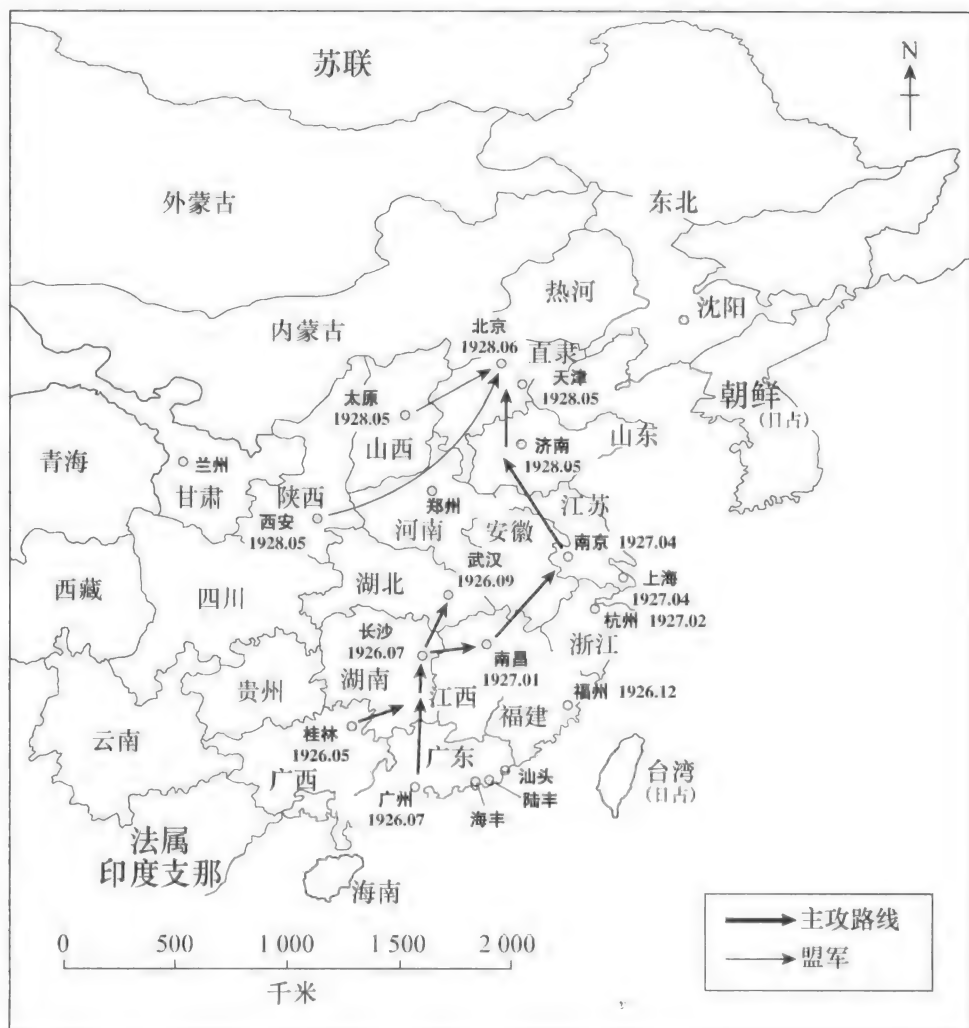 苏联
N
外蒙古
东北
热河
沈阳
内蒙古
北京
1928.06
直隶
天津
1928.05
太原
1928.05
朝鲜
(日占)
山西
济南
1928.05
山东
青海
兰州
甘肃
陕西
郑州
江苏
西安
1928.05
河南
安徽
南京 1927.04
武汉
1926.09
上海
1927.04
西藏
四川
湖北
杭州 1927.02
长沙
1926.07
浙江
南昌
1927.01
贵州
湖南
江西
福州 1926.12
福建
云南
桂林
1926.05
广东
广西
汕头
台湾
(日占)
陆丰
广州
1926.07
海丰
法属
印度支那
海南
主攻路线
盟军
0 500 1 000 1 500 2 000
千米